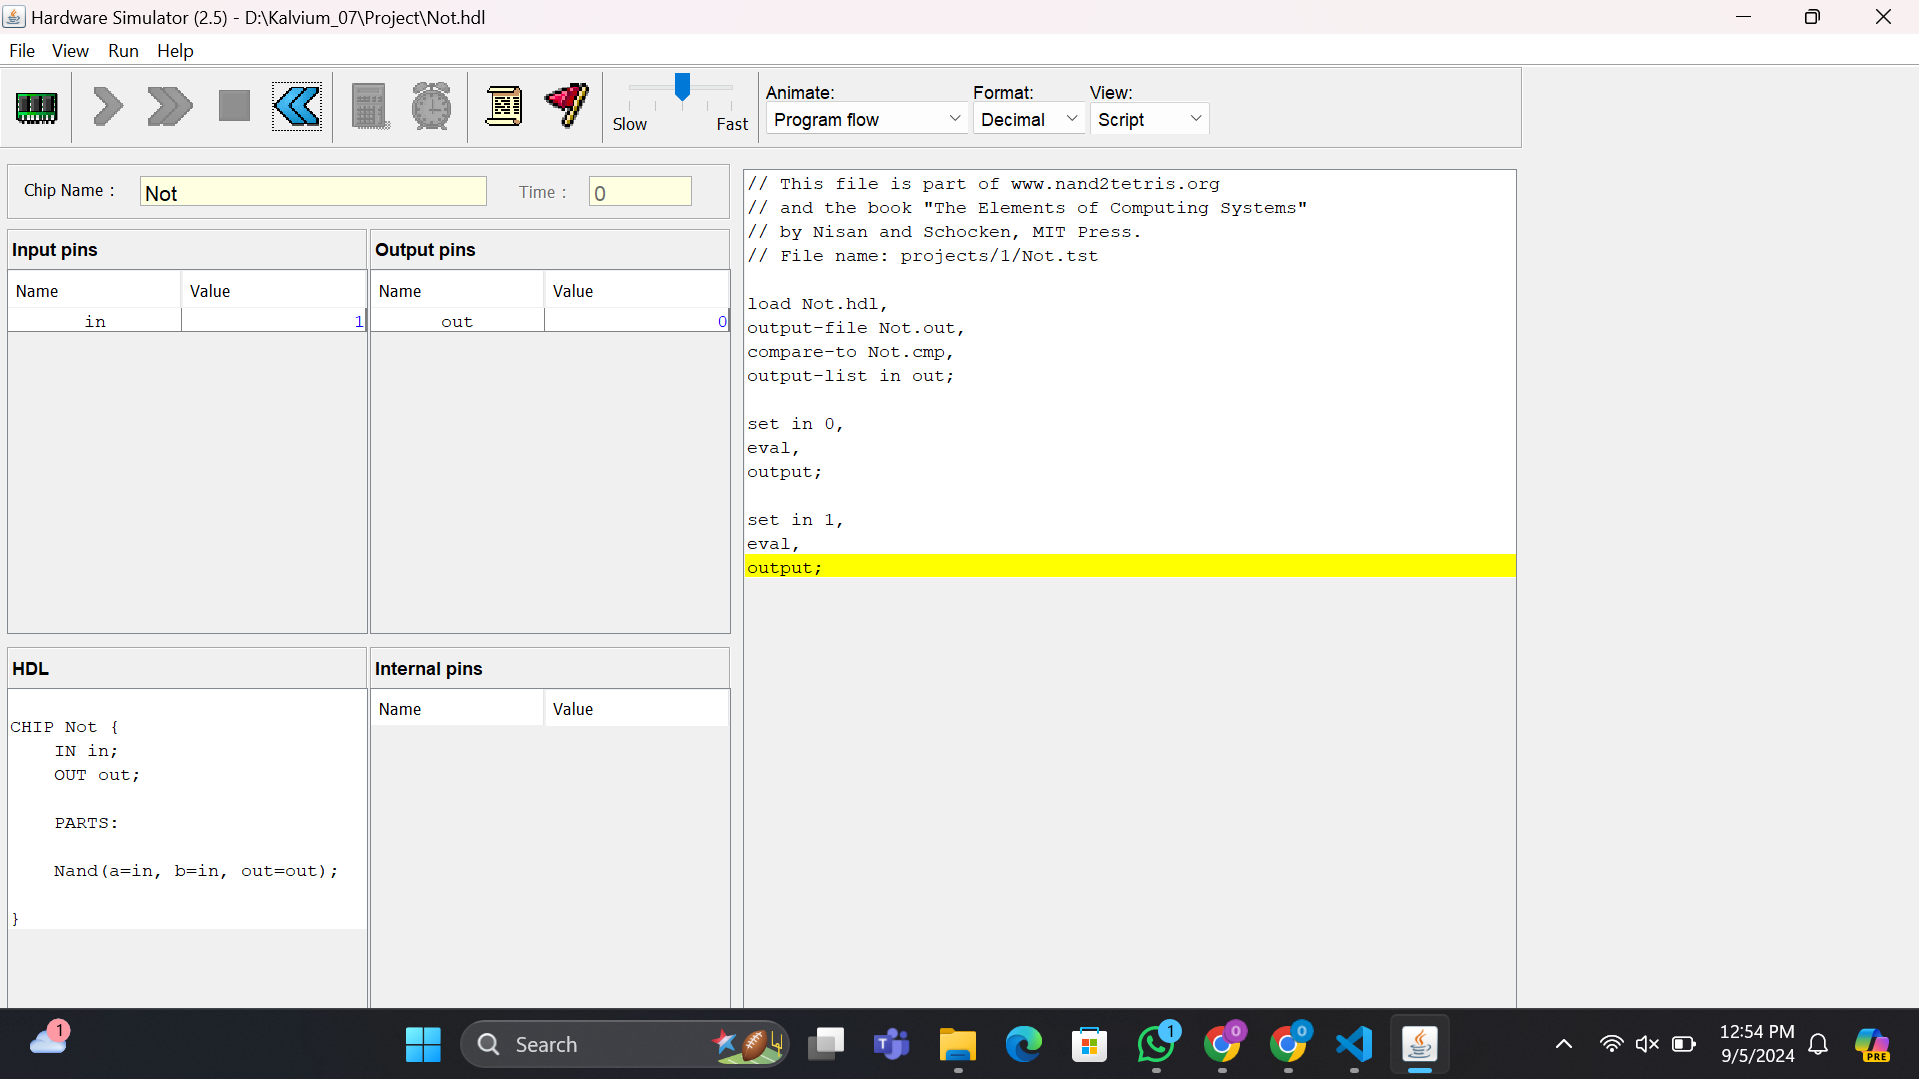 Hardware Simulator (2.5) - D:\Kalvium_07\Project\Not.hdl
File View Run Help
Slow Fast
Animate: Format: View:
Program flow Decimal Script
Chip Name : Not Time : 0
Input pins
Name Value
in 1
Output pins
Name Value
out 0
HDL
CHIP Not {
IN in;
OUT out;
PARTS:
Nand(a=in, b=in, out=out);
}
Internal pins
Name Value
// This file is part of www.nand2tetris.org
// and the book "The Elements of Computing Systems"
// by Nisan and Schocken, MIT Press.
// File name: projects/1/Not.tst
load Not.hdl,
output-file Not.out,
compare-to Not.cmp,
output-list in out;
set in 0,
eval,
output;
set in 1,
eval,
output;
1
Search
T
1
0
0
12:54 PM
9/5/2024
PRE